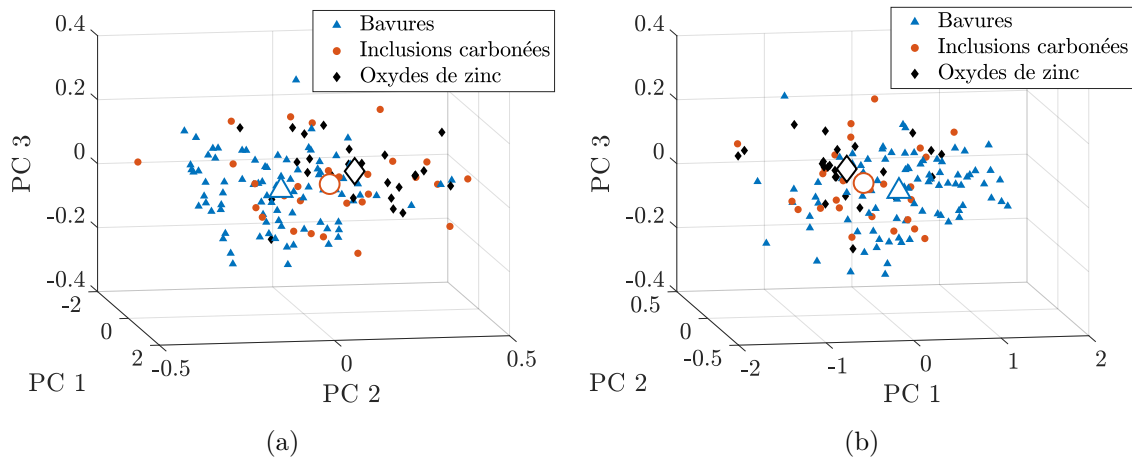 Bavures
Inclusions carbonées
Oxydes de zinc
0.4
0.2
0
-0.2
-0.4
PC 3
-2
0
2
PC 1
-0.5
0
0.5
PC 2
(a)
Bavures
Inclusions carbonées
Oxydes de zinc
0.4
0.2
0
-0.2
-0.4
PC 3
0.5
0
-0.5
PC 2
-2
-1
0
1
2
PC 1
(b)